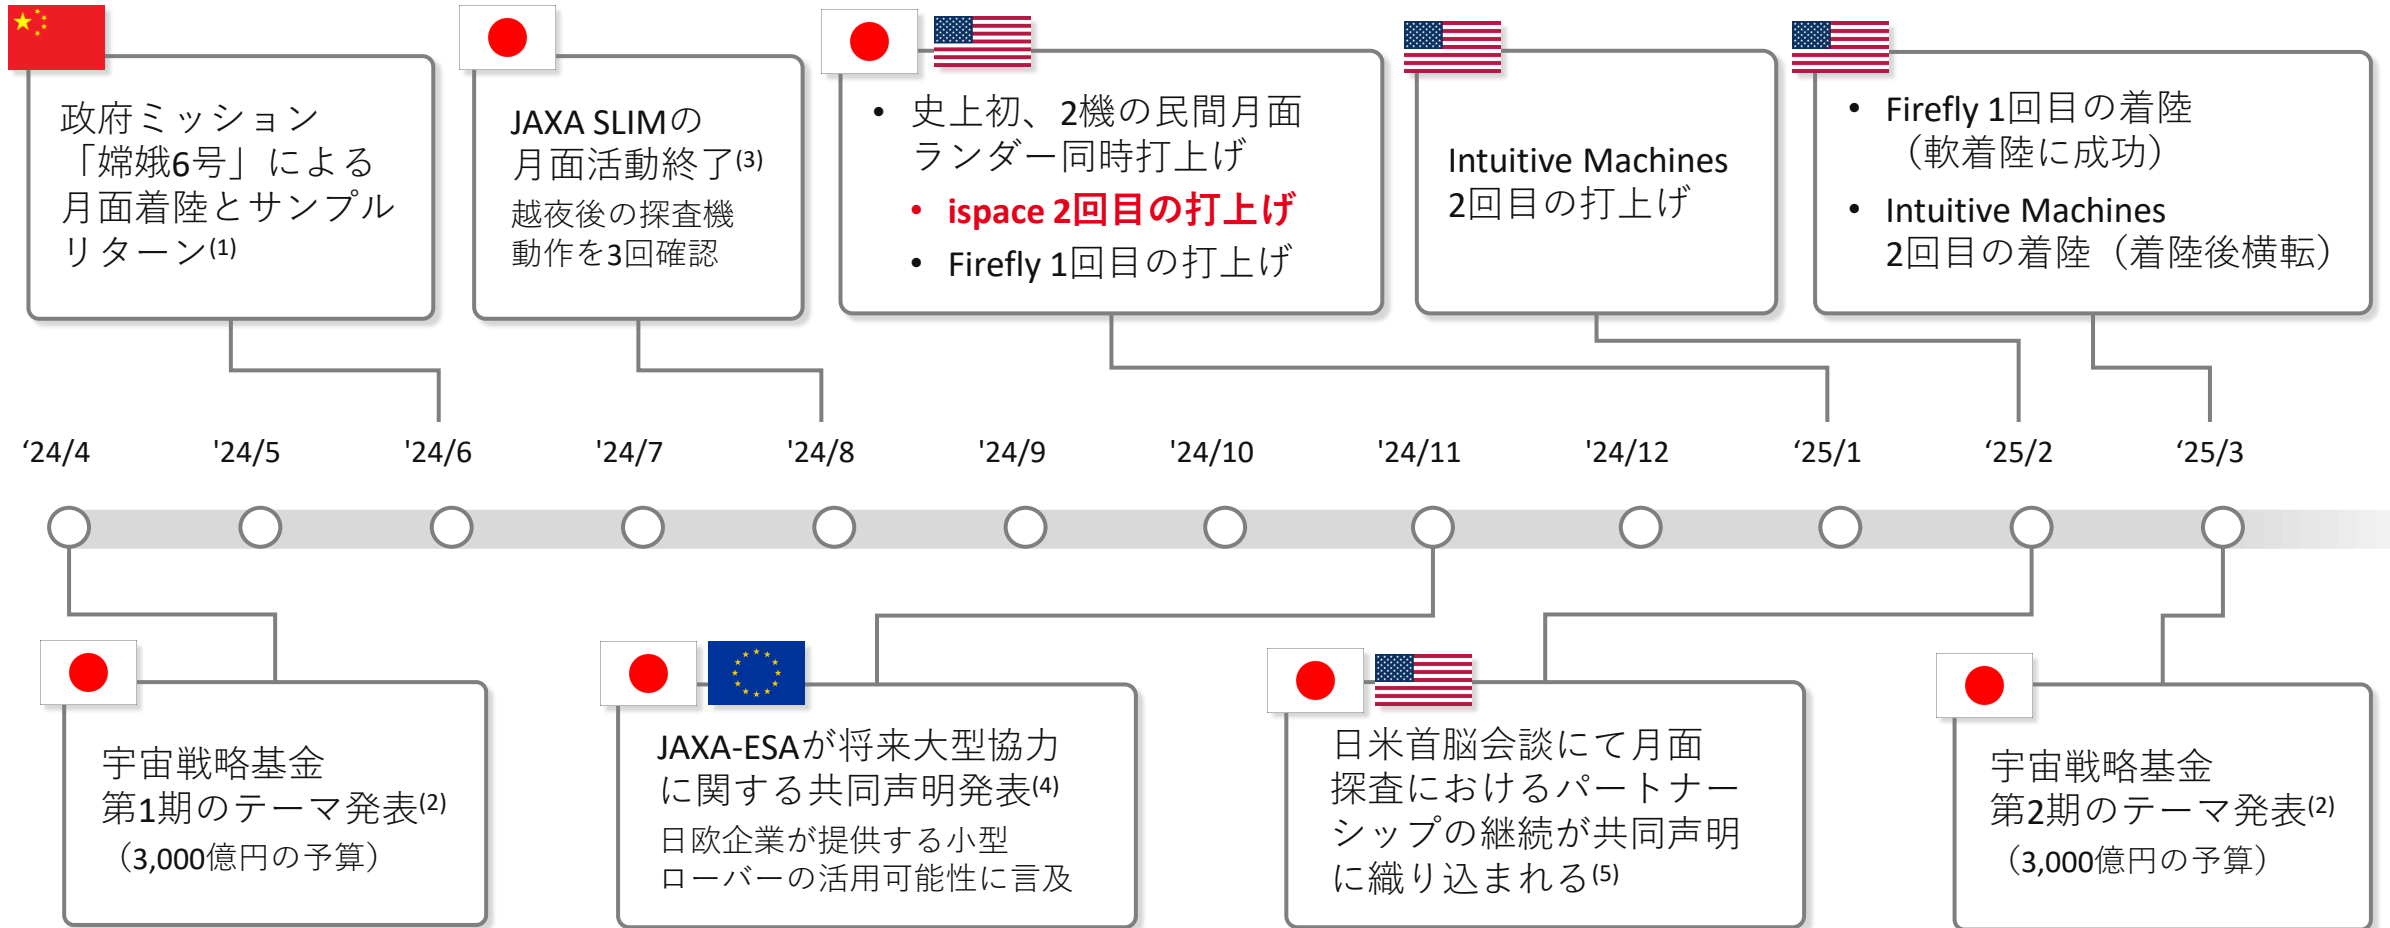 政府ミッション
「嫦娥6号」による
月面着陸とサンプル
リターン(1)
JAXA SLIMの
月面活動終了(3)
越夜後の探査機
動作を3回確認
• 史上初、2機の民間月面
ランダー同時打上げ
• ispace 2回目の打上げ
• Firefly 1回目の打上げ
Intuitive Machines
2回目の打上げ
• Firefly 1回目の着陸
（軟着陸に成功）
• Intuitive Machines
2回目の着陸（着陸後横転）
‘24/4 '24/5 '24/6 '24/7 '24/8 '24/9 '24/10 '24/11 '24/12 ‘25/1 ‘25/2 ‘25/3
宇宙戦略基金
第1期のテーマ発表(2)
（3,000億円の予算）
JAXA-ESAが将来大型協力
に関する共同声明発表(4)
日欧企業が提供する小型
ローバーの活用可能性に言及
日米首脳会談にて月面
探査におけるパートナー
シップの継続が共同声明
に織り込まれる(5)
宇宙戦略基金
第2期のテーマ発表(2)
（3,000億円の予算）